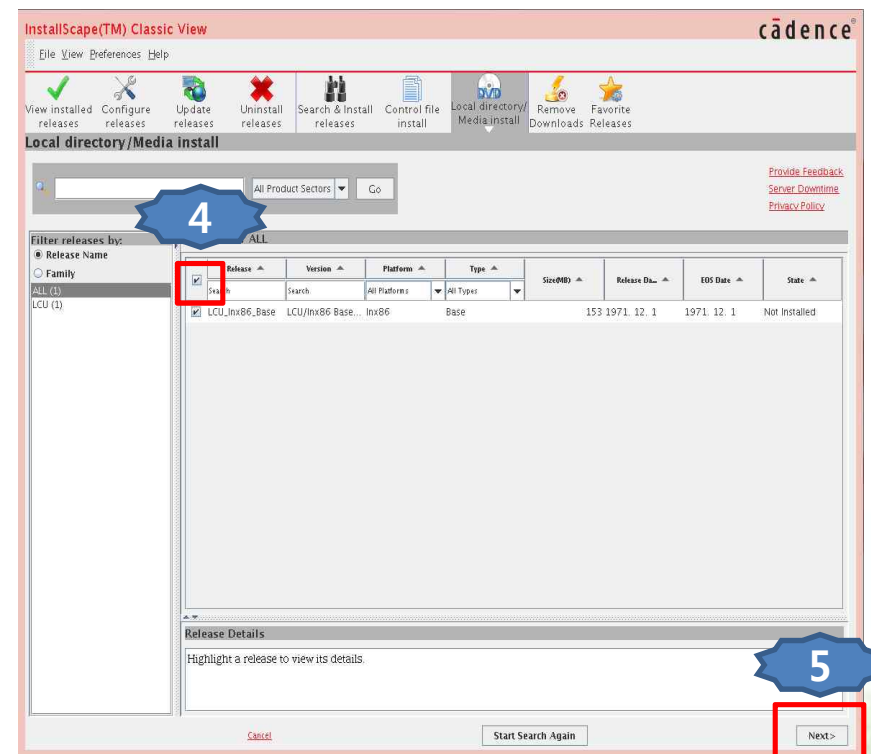 InstallScape(TM) Classic View
cādence®
File View Preferences Help
View installed releases
Configure releases
Update releases
Uninstall releases
Search & Install releases
Control file install
Local directory/ Media install
Remove Downloads
Favorite Releases
Local directory/Media install
All Product Sectors
Go
Provide Feedback
Server Downtime
Privacy Policy
4
Filter releases by:
ALL
Release Name
Family
ALL (1)
LCU (1)
Release Version Platform Type Size(MB) Release Da... EOS Date State
Search Search All Platforms All Types
LCU_lnx86_Base LCU/lnx86 Base... lnx86 Base 153 1971. 12. 1 1971. 12. 1 Not Installed
Release Details
Highlight a release to view its details.
5
Cancel
Start Search Again
Next>